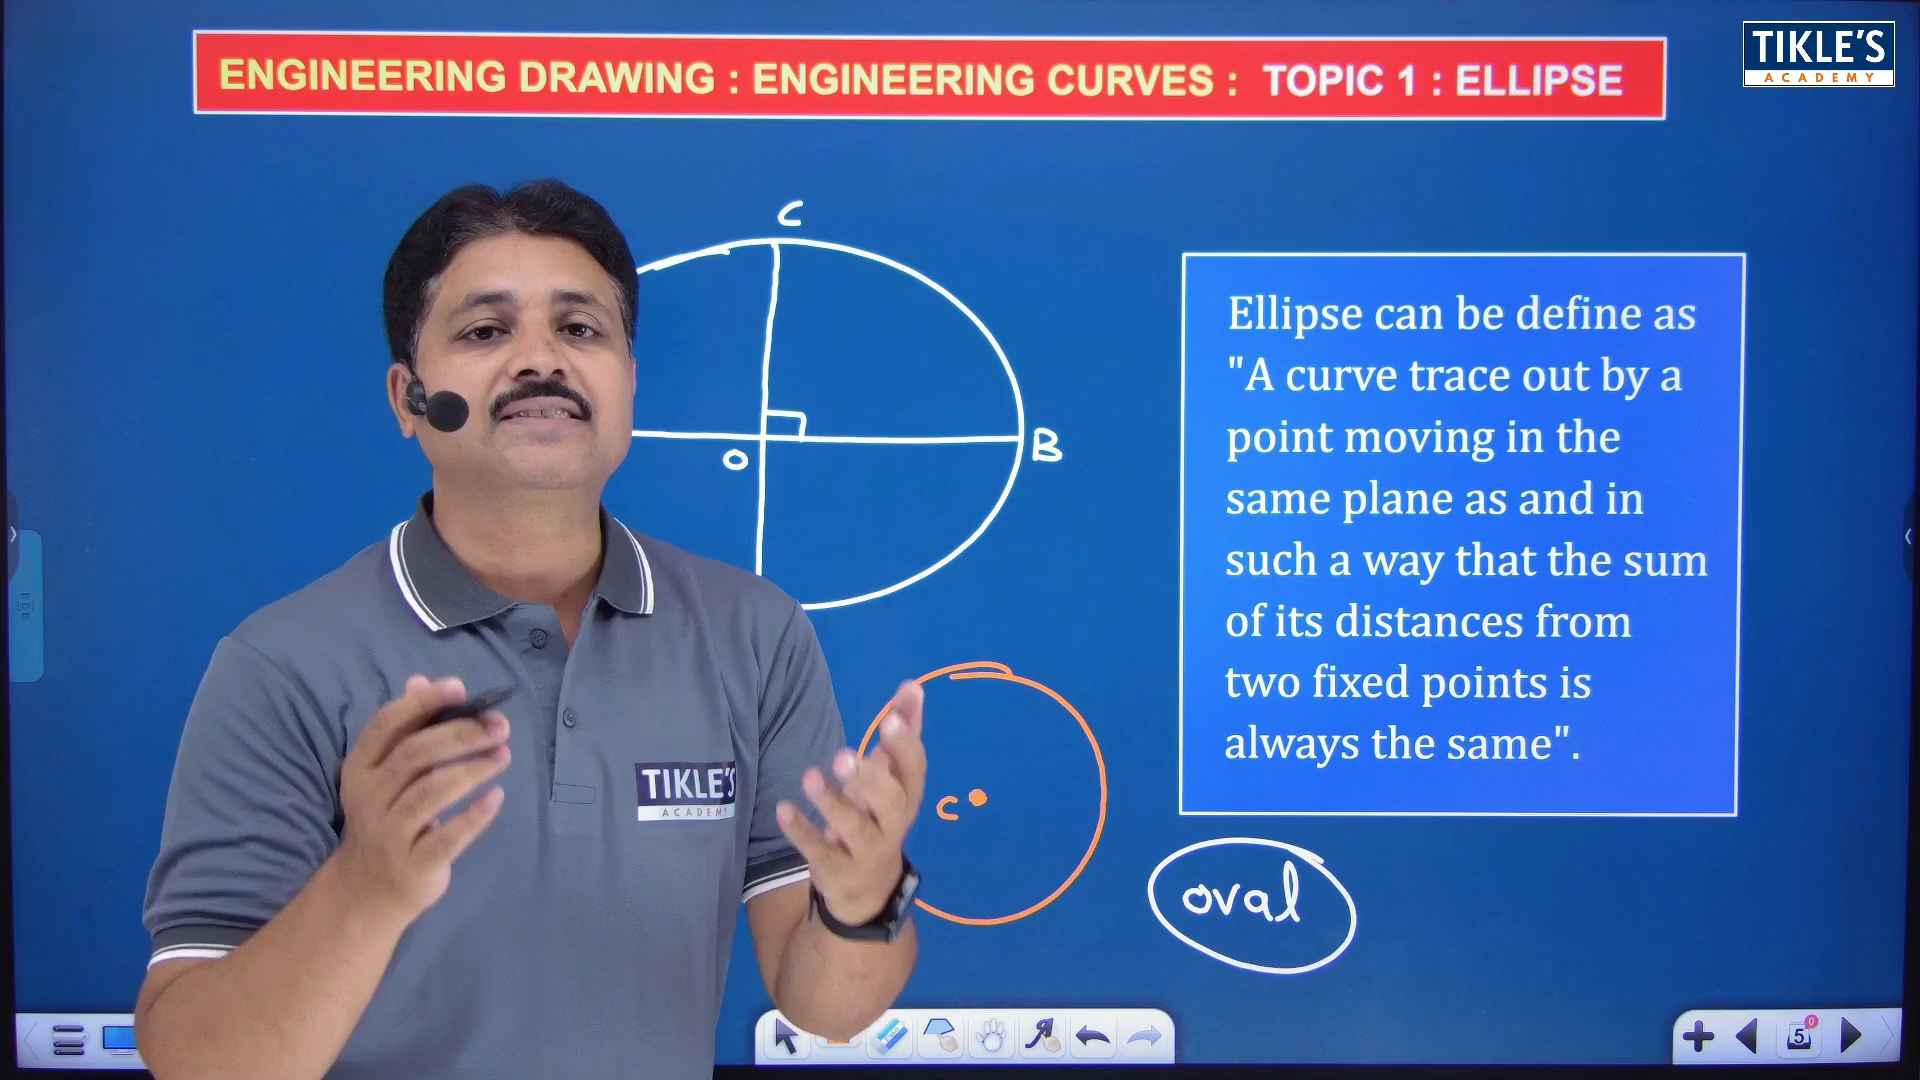 ENGINEERING DRAWING : ENGINEERING CURVES : TOPIC 1 : ELLIPSE
TIKLE'S
ACADEMY
C
Ellipse can be define as
"A curve trace out by a
point moving in the
same plane as and in
such a way that the sum
of its distances from
two fixed points is
always the same".
B
O
TIKLE'S
ACADEMY
C
oval
5
0